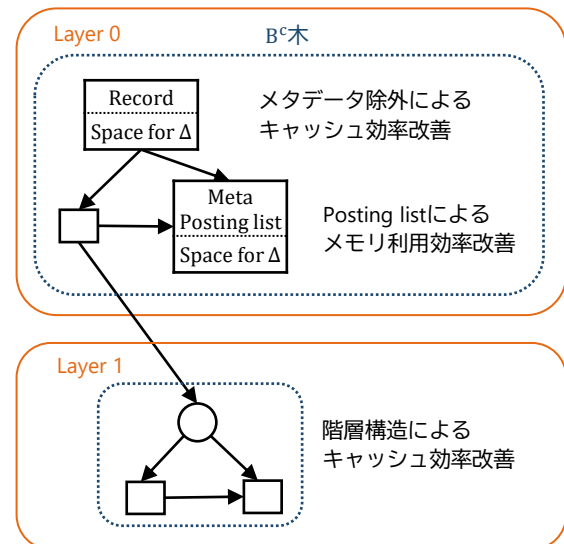 Layer 0
Bᶜ木
Record
Space for Δ
メタデータ除外による
キャッシュ効率改善
Meta
Posting list
Space for Δ
Posting listによる
メモリ利用効率改善
Layer 1
階層構造による
キャッシュ効率改善